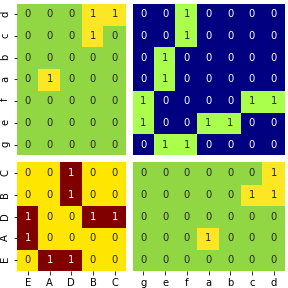 d 0 0 0 1 1 0 0 1 0 0 0 0
c 0 0 0 1 0 0 0 1 0 0 0 0
b 0 0 0 0 0 0 1 0 0 0 0 0
a 0 1 0 0 0 0 1 0 0 0 0 0
f 0 0 0 0 0 1 0 0 0 0 1 1
e 0 0 0 0 0 1 0 0 1 1 0 0
g 0 0 0 0 0 0 1 1 0 0 0 0
C 0 0 1 0 0 0 0 0 0 0 0 1
B 0 0 1 0 0 0 0 0 0 0 1 1
D 1 0 0 1 1 0 0 0 0 0 0 0
A 1 0 0 0 0 0 0 0 1 0 0 0
E 0 1 1 0 0 0 0 0 0 0 0 0
E A D B C g e f a b c d